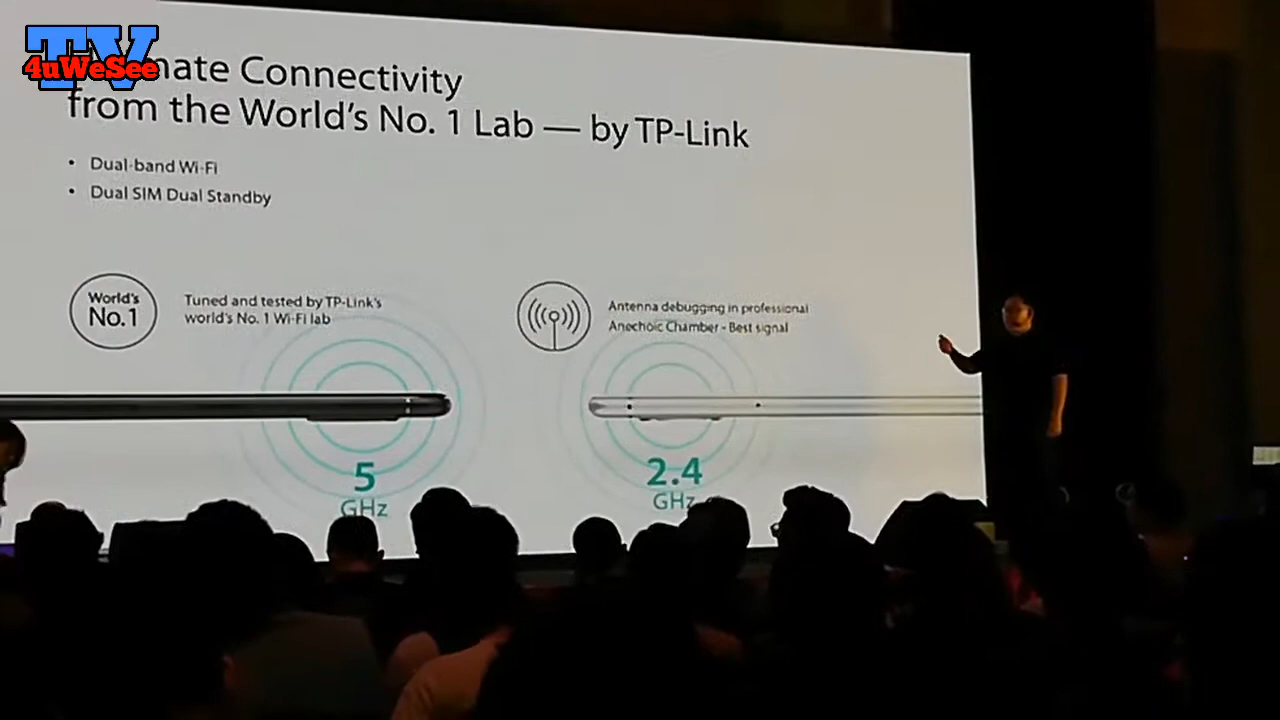 TV
4uWeSee
mate Connectivity
from the World's No. 1 Lab — by TP-Link
• Dual-band Wi-Fi
• Dual SIM Dual Standby
World's
No.1
Tuned and tested by TP-Link's
world's No. 1 Wi-Fi lab
Antenna debugging in professional
Anechoic Chamber - Best signal
5
GHz
2.4
GHz